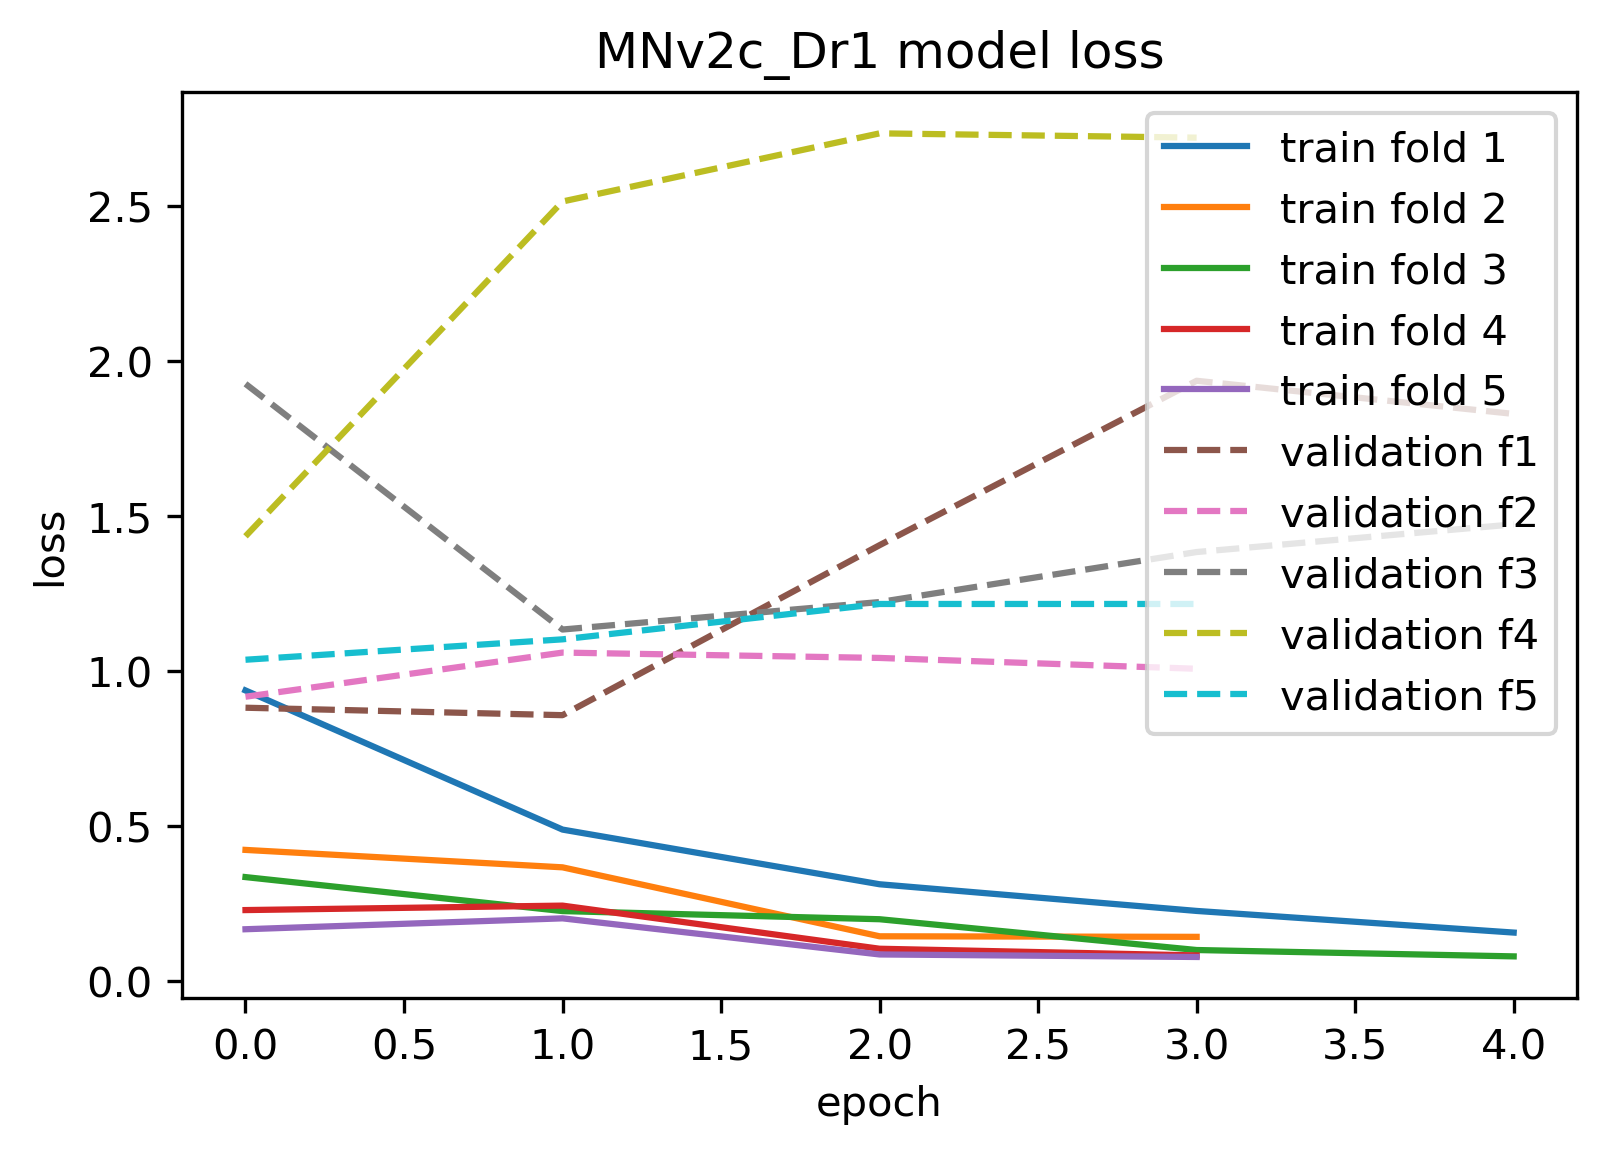 MNv2c_Dr1 model loss
loss
2.5
2.0
1.5
1.0
0.5
0.0
train fold 1
train fold 2
train fold 3
train fold 4
train fold 5
validation f1
validation f2
validation f3
validation f4
validation f5
0.0 0.5 1.0 1.5 2.0 2.5 3.0 3.5 4.0
epoch